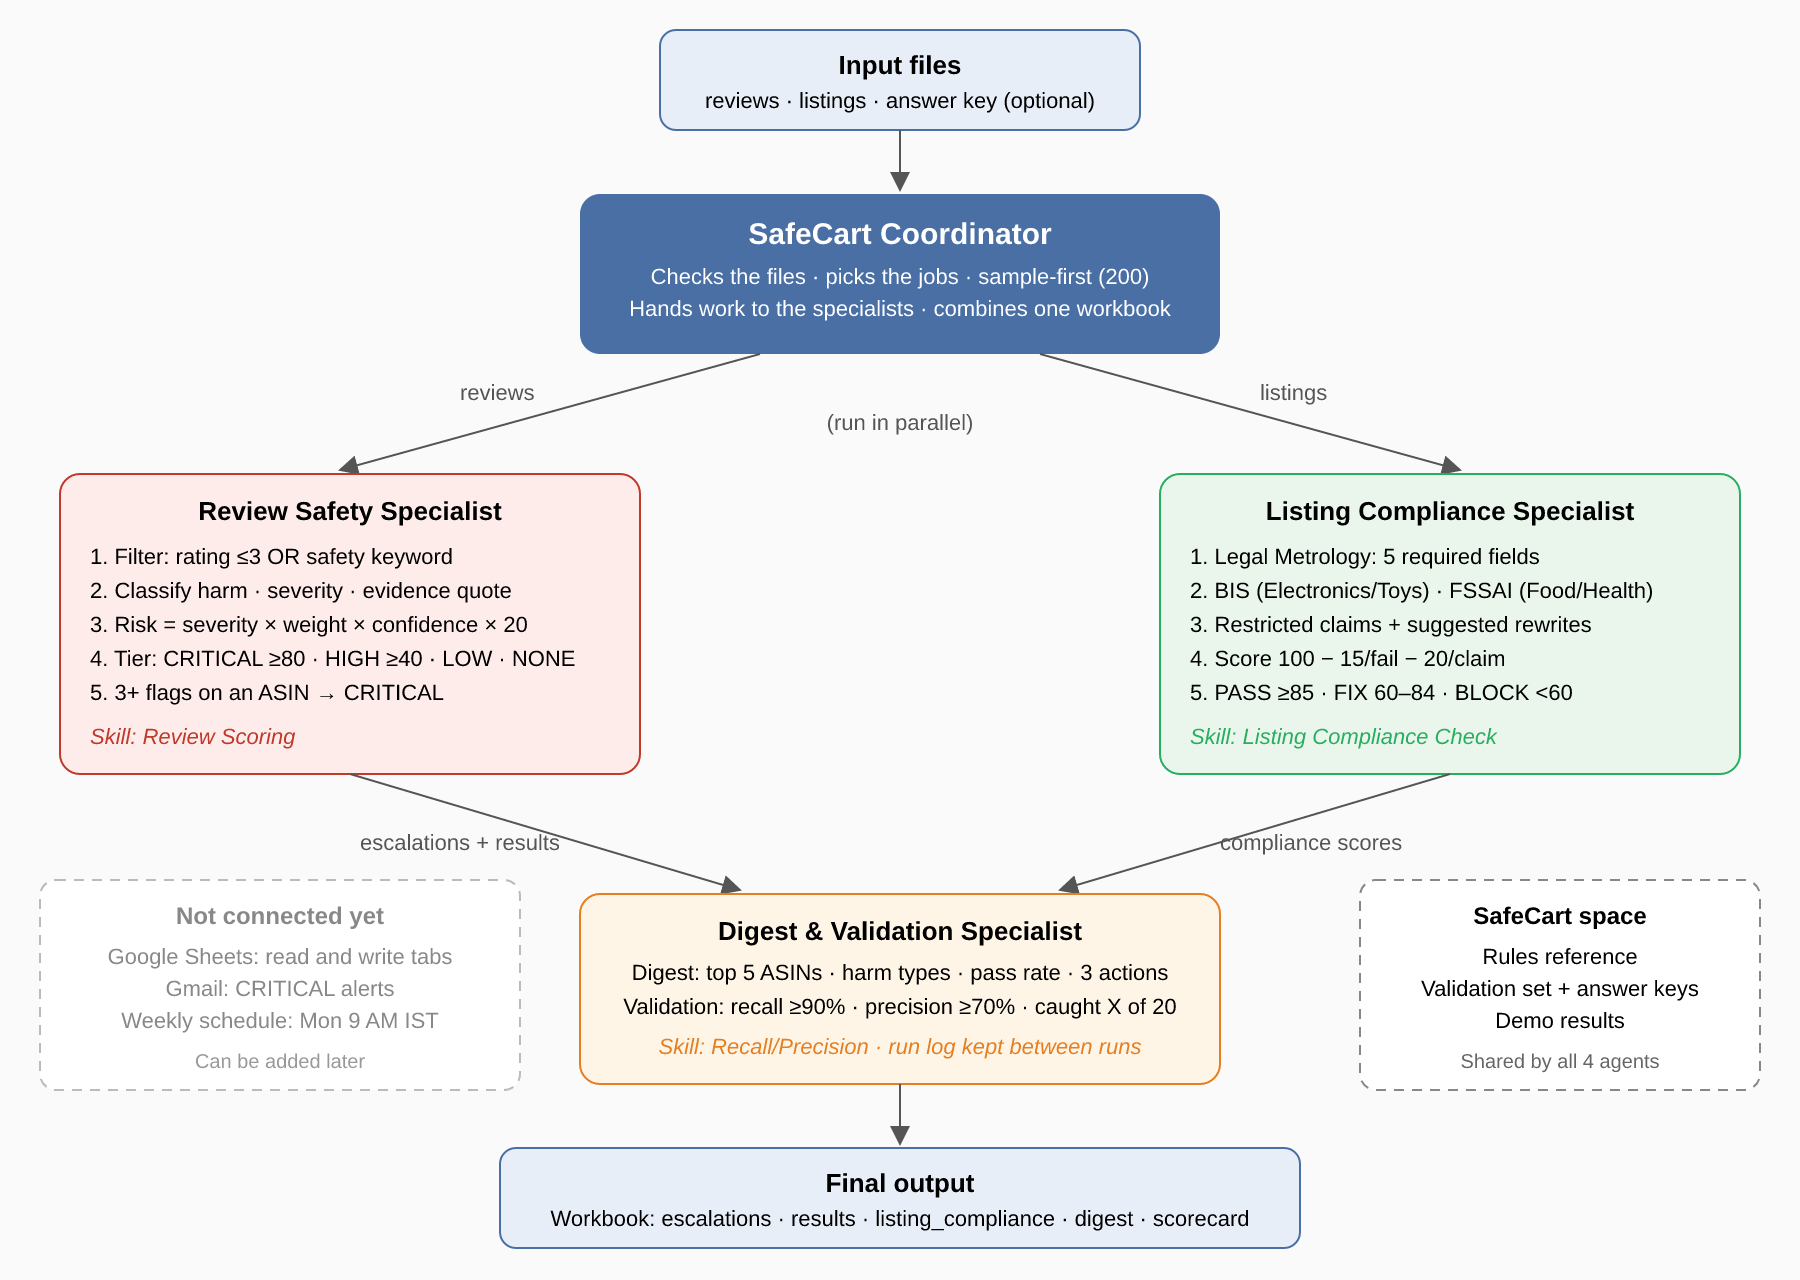 Input files
reviews · listings · answer key (optional)
SafeCart Coordinator
Checks the files · picks the jobs · sample-first (200)
Hands work to the specialists · combines one workbook
reviews
listings
(run in parallel)
Review Safety Specialist
1. Filter: rating ≤3 OR safety keyword
2. Classify harm · severity · evidence quote
3. Risk = severity × weight × confidence × 20
4. Tier: CRITICAL ≥80 · HIGH ≥40 · LOW · NONE
5. 3+ flags on an ASIN → CRITICAL
Skill: Review Scoring
Listing Compliance Specialist
1. Legal Metrology: 5 required fields
2. BIS (Electronics/Toys) · FSSAI (Food/Health)
3. Restricted claims + suggested rewrites
4. Score 100 − 15/fail − 20/claim
5. PASS ≥85 · FIX 60–84 · BLOCK <60
Skill: Listing Compliance Check
escalations + results
compliance scores
Not connected yet
Google Sheets: read and write tabs
Gmail: CRITICAL alerts
Weekly schedule: Mon 9 AM IST
Can be added later
Digest & Validation Specialist
Digest: top 5 ASINs · harm types · pass rate · 3 actions
Validation: recall ≥90% · precision ≥70% · caught X of 20
Skill: Recall/Precision · run log kept between runs
SafeCart space
Rules reference
Validation set + answer keys
Demo results
Shared by all 4 agents
Final output
Workbook: escalations · results · listing_compliance · digest · scorecard